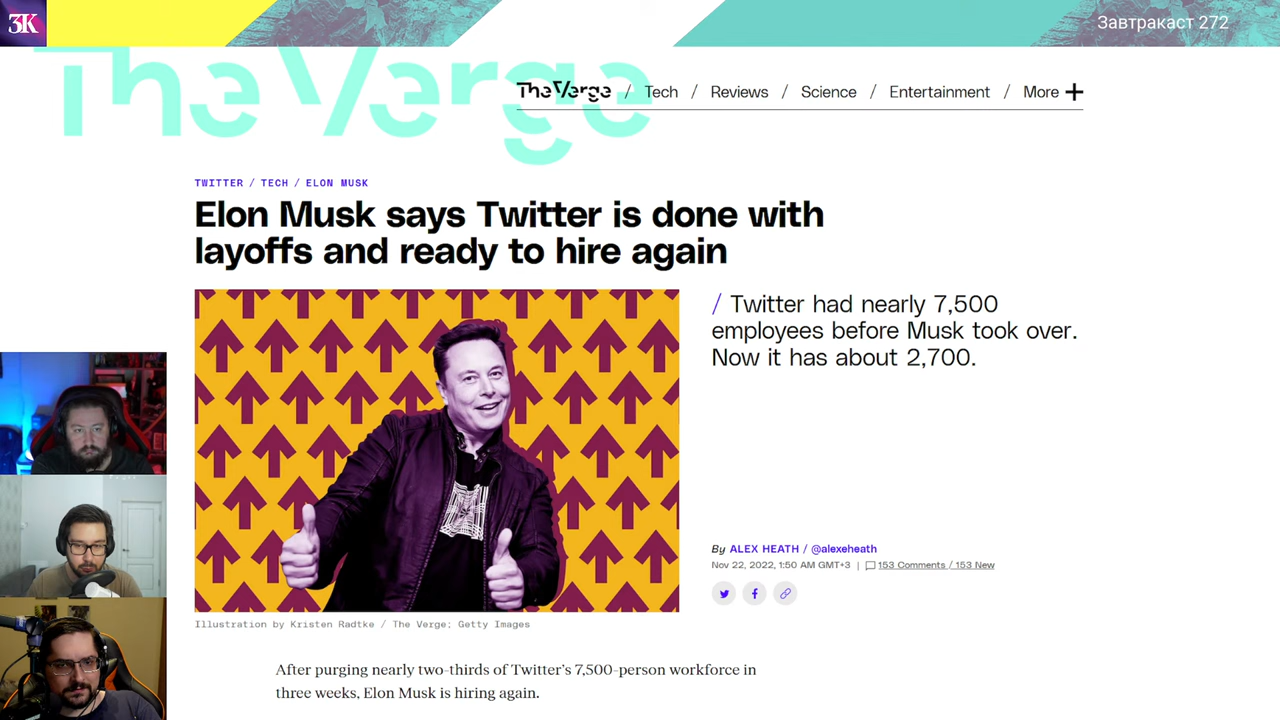 3K
Завтракаст 272
The Verge
The Verge / Tech / Reviews / Science / Entertainment / More +
TWITTER / TECH / ELON MUSK
Elon Musk says Twitter is done with
layoffs and ready to hire again
/ Twitter had nearly 7,500
employees before Musk took over.
Now it has about 2,700.
By ALEX HEATH / @alexeheath
Nov 22, 2022, 1:50 AM GMT+3 | 153 Comments / 153 New
Illustration by Kristen Radtke / The Verge; Getty Images
After purging nearly two-thirds of Twitter’s 7,500-person workforce in
three weeks, Elon Musk is hiring again.